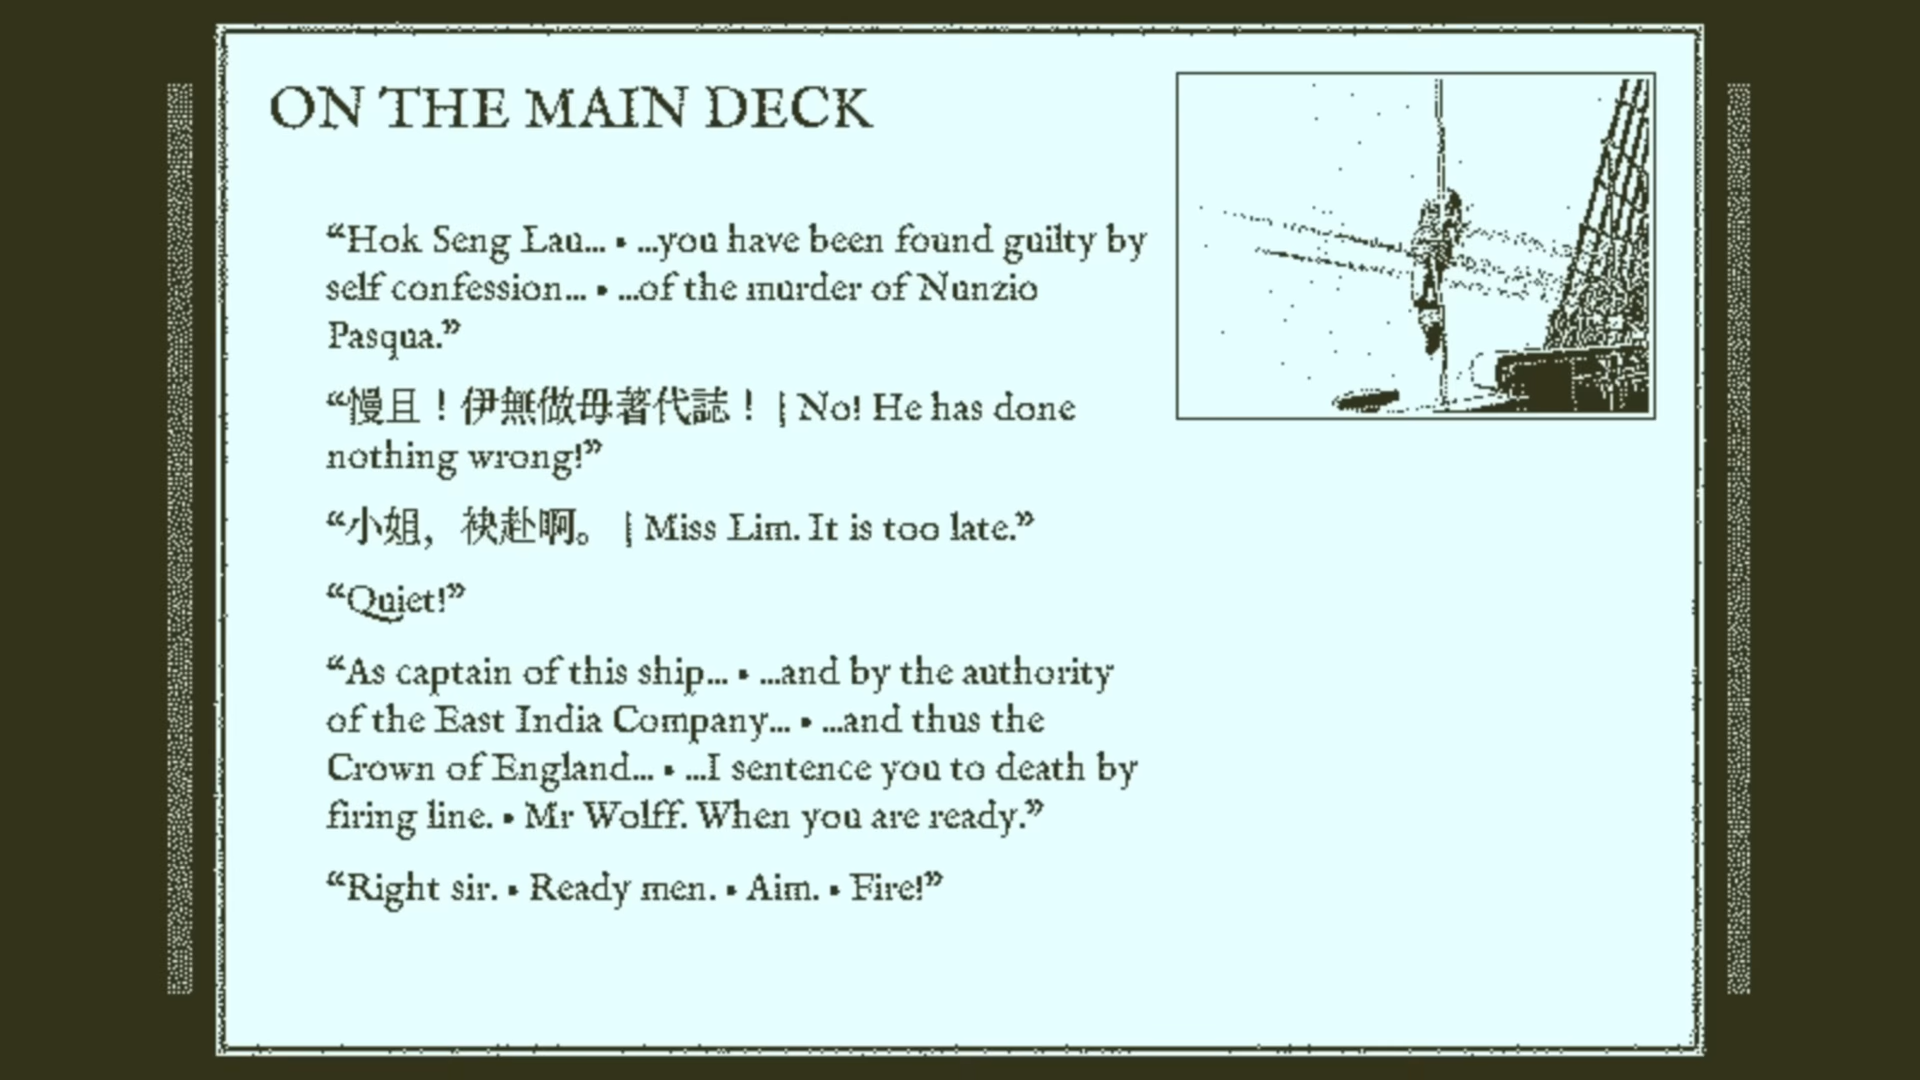 ON THE MAIN DECK
“Hok Seng Lau... • ...you have been found guilty by
self confession... • ...of the murder of Nunzio
Pasqua.”
“慢且！伊無做毋著代誌！ | No! He has done
nothing wrong!”
“小姐，袂赴啊。 | Miss Lim. It is too late.”
“Quiet!”
“As captain of this ship... • ...and by the authority
of the East India Company... • ...and thus the
Crown of England... • ...I sentence you to death by
firing line. • Mr Wolff. When you are ready.”
“Right sir. • Ready men. • Aim. • Fire!”